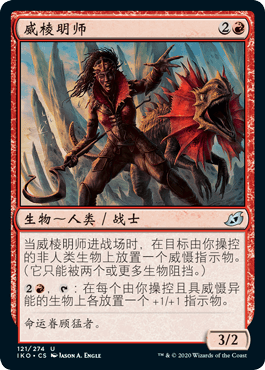 威棱明师 2
生物～人类 / 战士
当威棱明师进战场时，在目标由你操控
的非人类生物上放置一个威慑指示物。
（它只能被两个或更多生物阻挡。）
2，：在每个由你操控且具威慑异
能的生物上各放置一个 +1/+1 指示物。
命运眷顾猛者。
3/2
121/274 U
IKO • CS JASON A. ENGLE
™ & © 2020 Wizards of the Coast